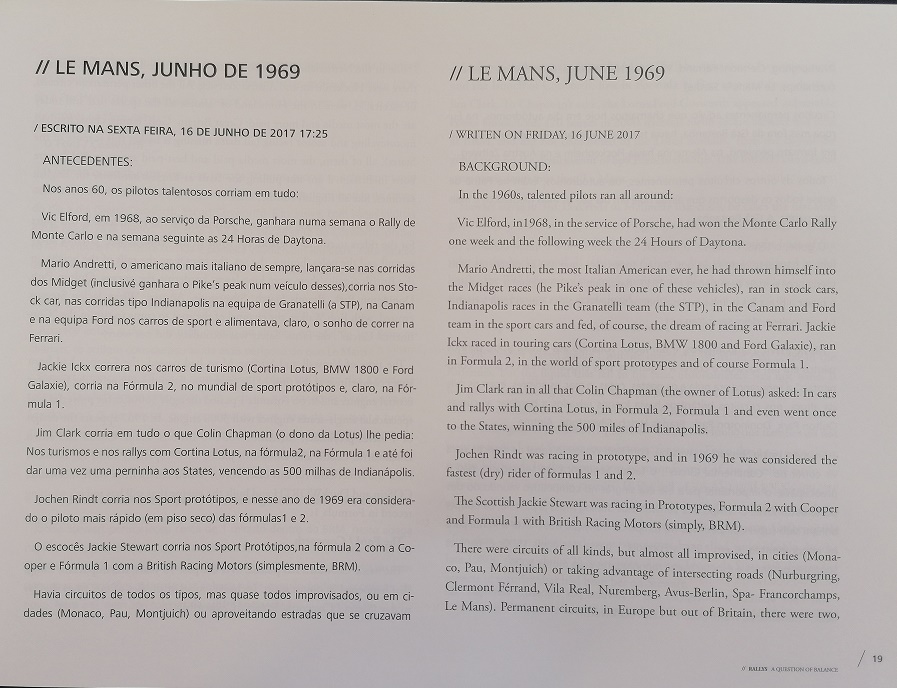 // LE MANS, JUNHO DE 1969
/ ESCRITO NA SEXTA FEIRA, 16 DE JUNHO DE 2017 17:25
ANTECEDENTES:
Nos anos 60, os pilotos talentosos corriam em tudo:
Vic Elford, em 1968, ao serviço da Porsche, ganhara numa semana o Rally de
Monte Carlo e na semana seguinte as 24 Horas de Daytona.
Mario Andretti, o americano mais italiano de sempre, lançara-se nas corridas
dos Midget (inclusivé ganhara o Pike's peak num veículo desses),corria nos Sto-
ck car, nas corridas tipo Indianapolis na equipa de Granatelli (a STP), na Canam
e na equipa Ford nos carros de sport e alimentava, claro, o sonho de correr na
Ferrari.
Jackie Ickx correra nos carros de turismo (Cortina Lotus, BMW 1800 e Ford
Galaxie), corria na Fórmula 2, no mundial de sport protótipos e, claro, na Fór-
mula 1.
Jim Clark corria em tudo o que Colin Chapman (o dono da Lotus) lhe pedia:
Nos turismos e nos rallys com Cortina Lotus, na fórmula2, na Fórmula 1 e até foi
dar uma vez uma perninha aos States, vencendo as 500 milhas de Indianápolis.
Jochen Rindt corria nos Sport protótipos, e nesse ano de 1969 era considera-
do o piloto mais rápido (em piso seco) das fórmulas1 e 2.
O escocês Jackie Stewart corria nos Sport Protótipos,na fórmula 2 com a Co-
oper e Fórmula 1 com a British Racing Motors (simplesmente, BRM).
Havia circuitos de todos os tipos, mas quase todos improvisados, ou em ci-
dades (Monaco, Pau, Montjuich) ou aproveitando estradas que se cruzavam
// LE MANS, JUNE 1969
/ WRITEN ON FRIDAY, 16 JUNE 2017
BACKGROUND:
In the 1960s, talented pilots ran all around:
Vic Elford, in1968, in the service of Porsche, had won the Monte Carlo Rally
one week and the following week the 24 Hours of Daytona.
Mario Andretti, the most Italian American ever, he had thrown himself into
the Midget races (he Pike's peak in one of these vehicles), ran in stock cars,
Indianapolis races in the Granatelli team (the STP), in the Canam and Ford
team in the sport cars and fed, of course, the dream of racing at Ferrari. Jackie
Ickx raced in touring cars (Cortina Lotus, BMW 1800 and Ford Galaxie), ran
in Formula 2, in the world of sport prototypes and of course Formula 1.
Jim Clark ran in all that Colin Chapman (the owner of Lotus) asked: In cars
and rallys with Cortina Lotus, in Formula 2, Formula 1 and even went once
to the States, winning the 500 miles of Indianapolis.
Jochen Rindt was racing in prototype, and in 1969 he was considered the
fastest (dry) rider of formulas 1 and 2.
The Scottish Jackie Stewart was racing in Prototypes, Formula 2 with Cooper
and Formula 1 with British Racing Motors (simply, BRM).
There were circuits of all kinds, but almost all improvised, in cities (Mona-
co, Pau, Montjuich) or taking advantage of intersecting roads (Nurburgring,
Clermont Férrand, Vila Real, Nuremberg, Avus-Berlin, Spa- Francorchamps,
Le Mans). Permanent circuits, in Europe but out of Britain, there were two,
// RALLYS A QUESTION OF BALANCE / 19